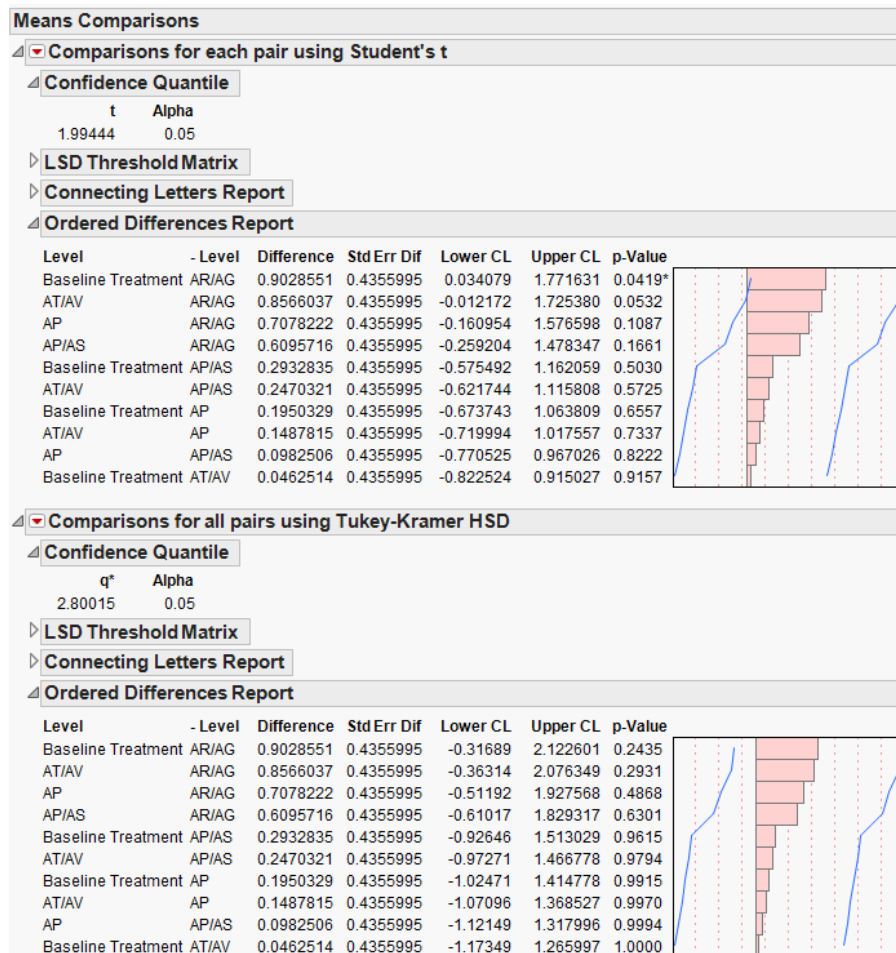 Means Comparisons
Comparisons for each pair using Student's t
Confidence Quantile
t Alpha
1.99444 0.05
LSD Threshold Matrix
Connecting Letters Report
Ordered Differences Report
Level - Level Difference Std Err Dif Lower CL Upper CL p-Value
Baseline Treatment AR/AG 0.9028551 0.4355995 0.034079 1.771631 0.0419*
AT/AV AR/AG 0.8566037 0.4355995 -0.012172 1.725380 0.0532
AP AR/AG 0.7078222 0.4355995 -0.160954 1.576598 0.1087
AP/AS AR/AG 0.6095716 0.4355995 -0.259204 1.478347 0.1661
Baseline Treatment AP/AS 0.2932835 0.4355995 -0.575492 1.162059 0.5030
AT/AV AP/AS 0.2470321 0.4355995 -0.621744 1.115808 0.5725
Baseline Treatment AP 0.1950329 0.4355995 -0.673743 1.063809 0.6557
AT/AV AP 0.1487815 0.4355995 -0.719994 1.017557 0.7337
AP AP/AS 0.0982506 0.4355995 -0.770525 0.967026 0.8222
Baseline Treatment AT/AV 0.0462514 0.4355995 -0.822524 0.915027 0.9157
Comparisons for all pairs using Tukey-Kramer HSD
Confidence Quantile
q* Alpha
2.80015 0.05
LSD Threshold Matrix
Connecting Letters Report
Ordered Differences Report
Level - Level Difference Std Err Dif Lower CL Upper CL p-Value
Baseline Treatment AR/AG 0.9028551 0.4355995 -0.31689 2.122601 0.2435
AT/AV AR/AG 0.8566037 0.4355995 -0.36314 2.076349 0.2931
AP AR/AG 0.7078222 0.4355995 -0.51192 1.927568 0.4868
AP/AS AR/AG 0.6095716 0.4355995 -0.61017 1.829317 0.6301
Baseline Treatment AP/AS 0.2932835 0.4355995 -0.92646 1.513029 0.9615
AT/AV AP/AS 0.2470321 0.4355995 -0.97271 1.466778 0.9794
Baseline Treatment AP 0.1950329 0.4355995 -1.02471 1.414778 0.9915
AT/AV AP 0.1487815 0.4355995 -1.07096 1.368527 0.9970
AP AP/AS 0.0982506 0.4355995 -1.12149 1.317996 0.9994
Baseline Treatment AT/AV 0.0462514 0.4355995 -1.17349 1.265997 1.0000